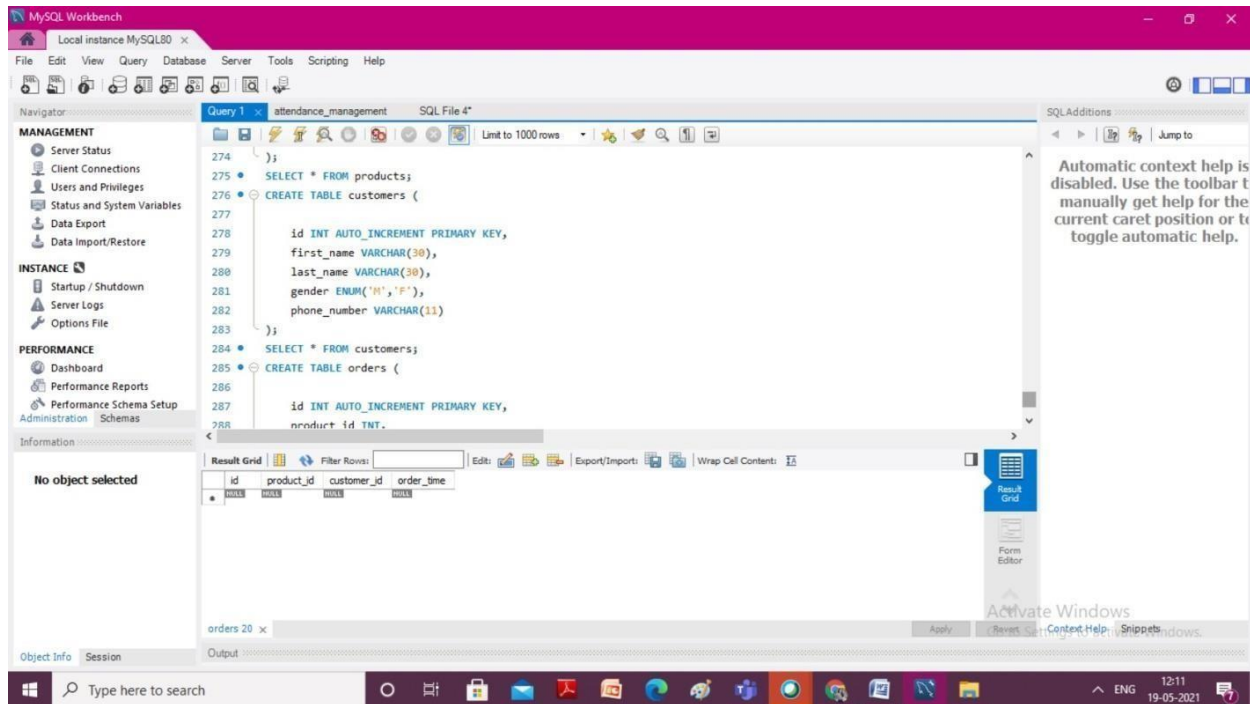 MySQL Workbench
Local instance MySQL80
File Edit View Query Database Server Tools Scripting Help
Navigator
MANAGEMENT
Server Status
Client Connections
Users and Privileges
Status and System Variables
Data Export
Data Import/Restore
INSTANCE
Startup / Shutdown
Server Logs
Options File
PERFORMANCE
Dashboard
Performance Reports
Performance Schema Setup
Administration Schemas
Information
No object selected
Object Info Session
Query 1 attendance_management SQL File 4*
Limit to 1000 rows
274 );
275 SELECT * FROM products;
276 CREATE TABLE customers (
277
278 id INT AUTO_INCREMENT PRIMARY KEY,
279 first_name VARCHAR(30),
280 last_name VARCHAR(30),
281 gender ENUM('M','F'),
282 phone_number VARCHAR(11)
283 );
284 SELECT * FROM customers;
285 CREATE TABLE orders (
286
287 id INT AUTO_INCREMENT PRIMARY KEY,
288 product_id INT,
Result Grid Filter Rows: Edit: Export/Import: Wrap Cell Content:
id product_id customer_id order_time
NULL NULL NULL NULL
Result
Grid
Form
Editor
orders 20
Apply Revert
Output
SQLAdditions
Jump to
Automatic context help is
disabled. Use the toolbar t
manually get help for the
current caret position or t
toggle automatic help.
Activate Windows
Context Help Snippets
Type here to search
ENG
12:11
19-05-2021